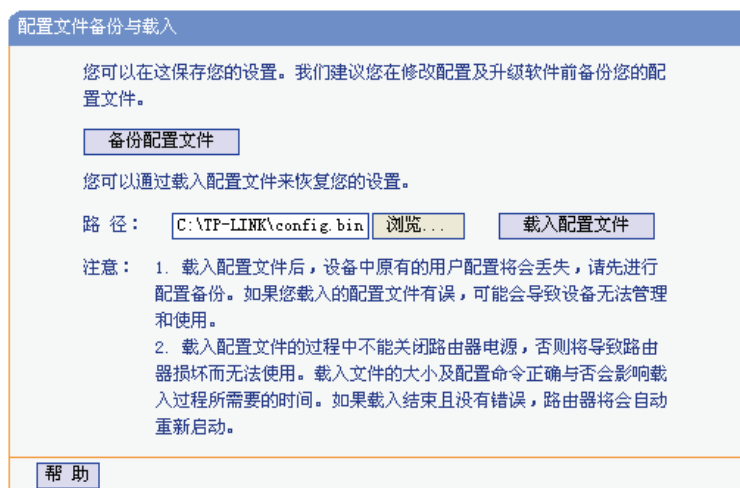 配置文件备份与载入
您可以在这保存您的设置。我们建议您在修改配置及升级软件前备份您的配
置文件。
备份配置文件
您可以通过载入配置文件来恢复您的设置。
路 径： C:\TP-LINK\config.bin 浏览... 载入配置文件
注意： 1. 载入配置文件后，设备中原有的用户配置将会丢失，请先进行
配置备份。如果您载入的配置文件有误，可能会导致设备无法管理
和使用。
2. 载入配置文件的过程中不能关闭路由器电源，否则将导致路由
器损坏而无法使用。载入文件的大小及配置命令正确与否会影响载
入过程所需要的时间。如果载入结束且没有错误，路由器将会自动
重新启动。
帮 助